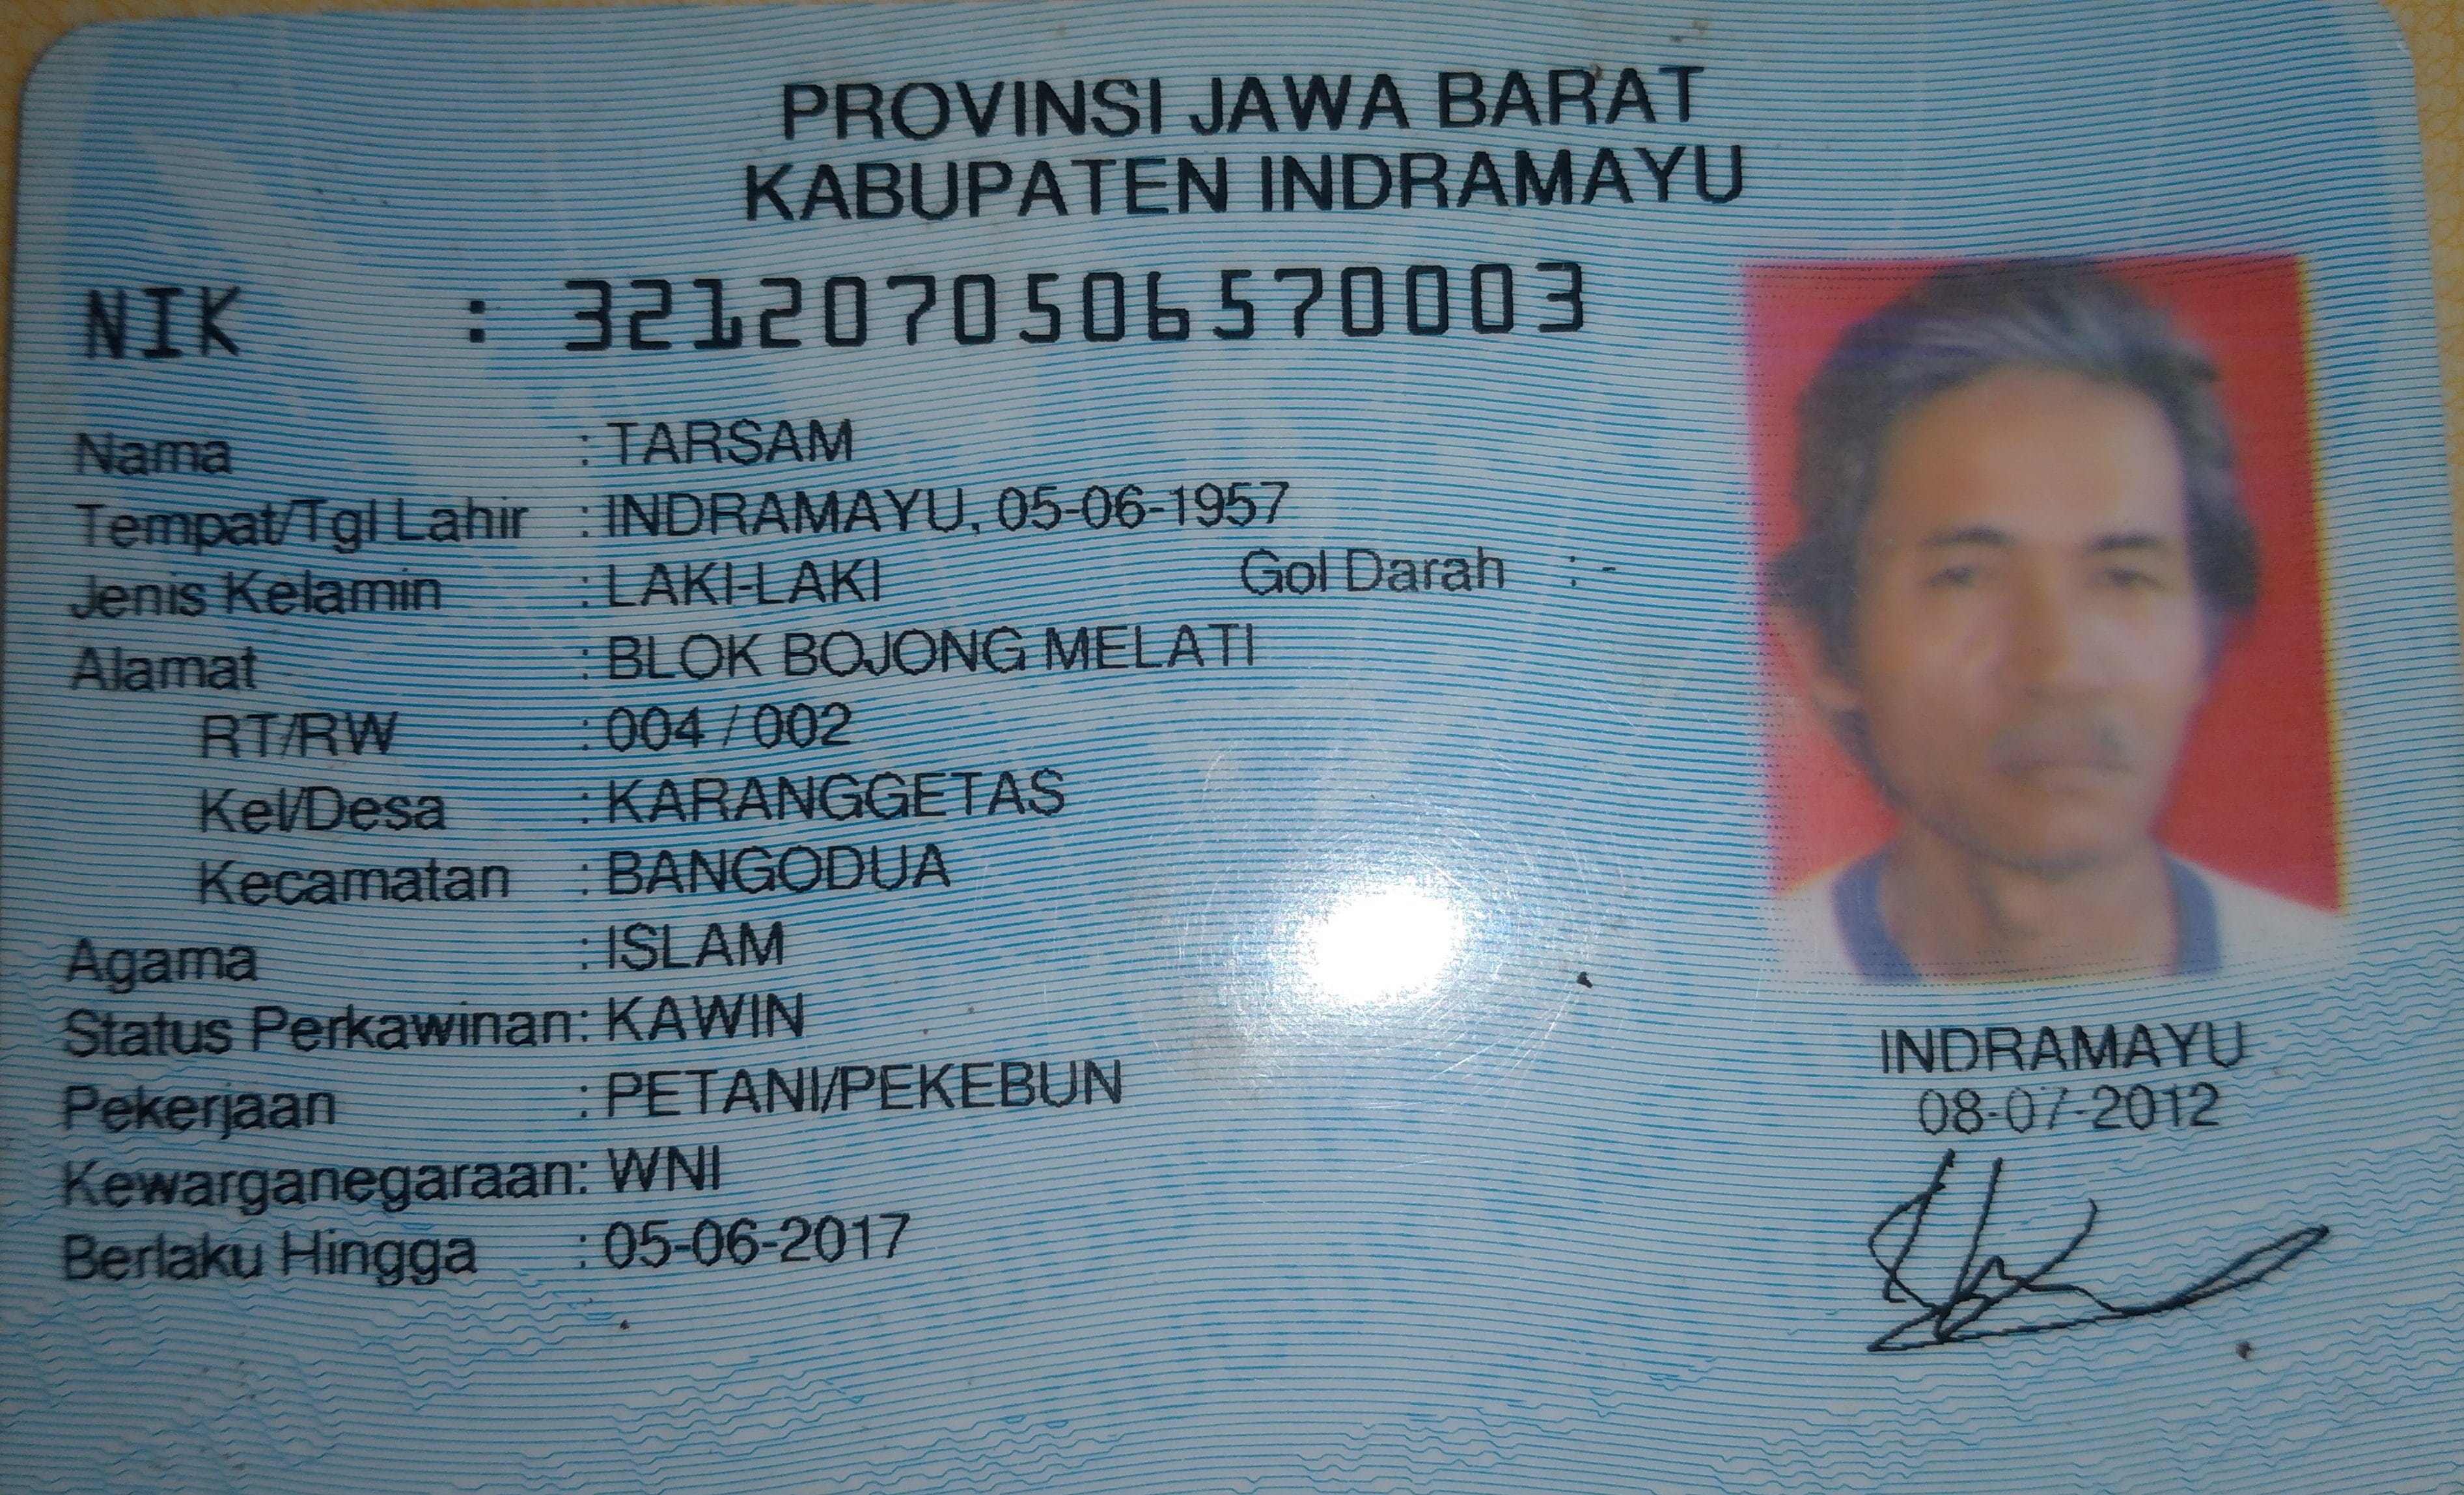 PROVINSI JAWA BARAT
KABUPATEN INDRAMAYU
NIK : 3212070506570003
Nama : TARSAM
Tempat/Tgl Lahir : INDRAMAYU, 05-06-1957
Jenis Kelamin : LAKI-LAKI Gol Darah : -
Alamat : BLOK BOJONG MELATI
RT/RW : 004 / 002
Kel/Desa : KARANGGETAS
Kecamatan : BANGODUA
Agama : ISLAM
Status Perkawinan : KAWIN
Pekerjaan : PETANI/PEKEBUN
Kewarganegaraan : WNI
Berlaku Hingga : 05-06-2017
INDRAMAYU
08-07-2012